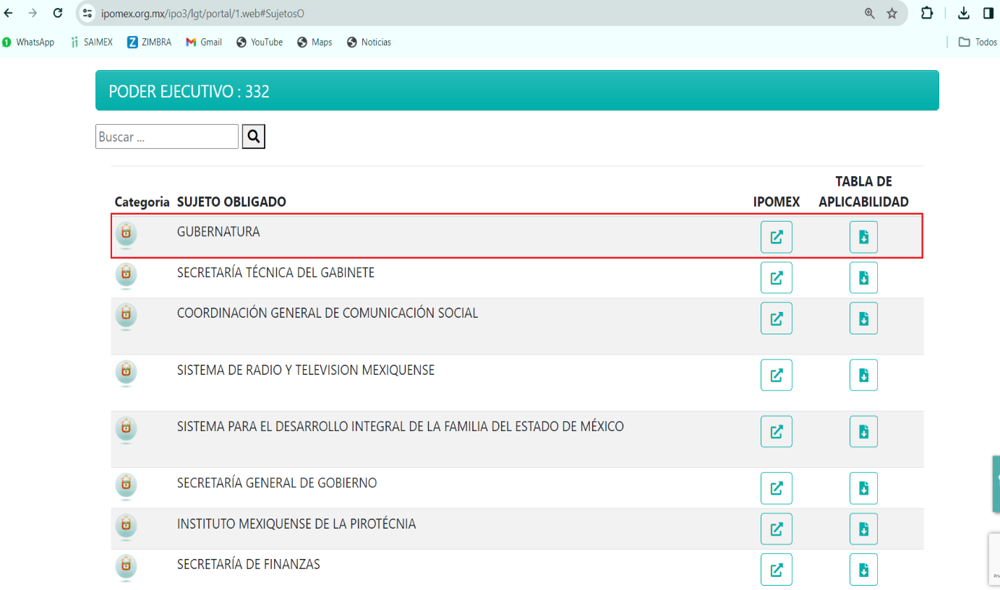 ipomex.org.mx/ipo3/lgt/portal/1.web#SujetosO
WhatsApp SAIMEX Z ZIMBRA Gmail YouTube Maps Noticias Todos
PODER EJECUTIVO : 332
Buscar ...
TABLA DE
Categoria SUJETO OBLIGADO IPOMEX APLICABILIDAD
GUBERNATURA
SECRETARÍA TÉCNICA DEL GABINETE
COORDINACIÓN GENERAL DE COMUNICACIÓN SOCIAL
SISTEMA DE RADIO Y TELEVISION MEXIQUENSE
SISTEMA PARA EL DESARROLLO INTEGRAL DE LA FAMILIA DEL ESTADO DE MÉXICO
SECRETARÍA GENERAL DE GOBIERNO
INSTITUTO MEXIQUENSE DE LA PIROTÉCNIA
SECRETARÍA DE FINANZAS